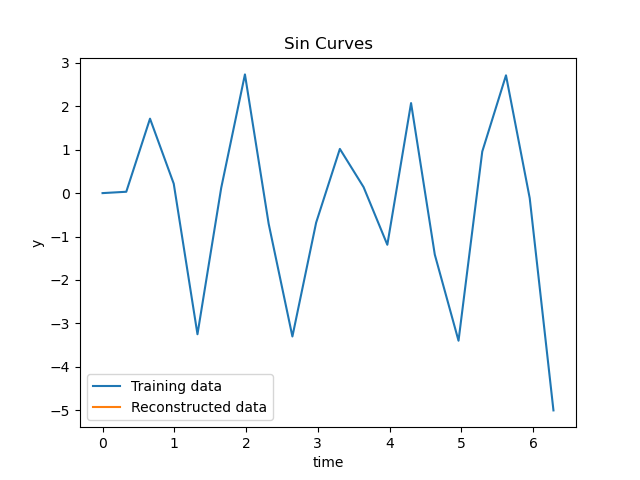 Sin Curves
3
2
1
0
−1
−2
−3
−4
−5
y
0 1 2 3 4 5 6
time
Training data
Reconstructed data